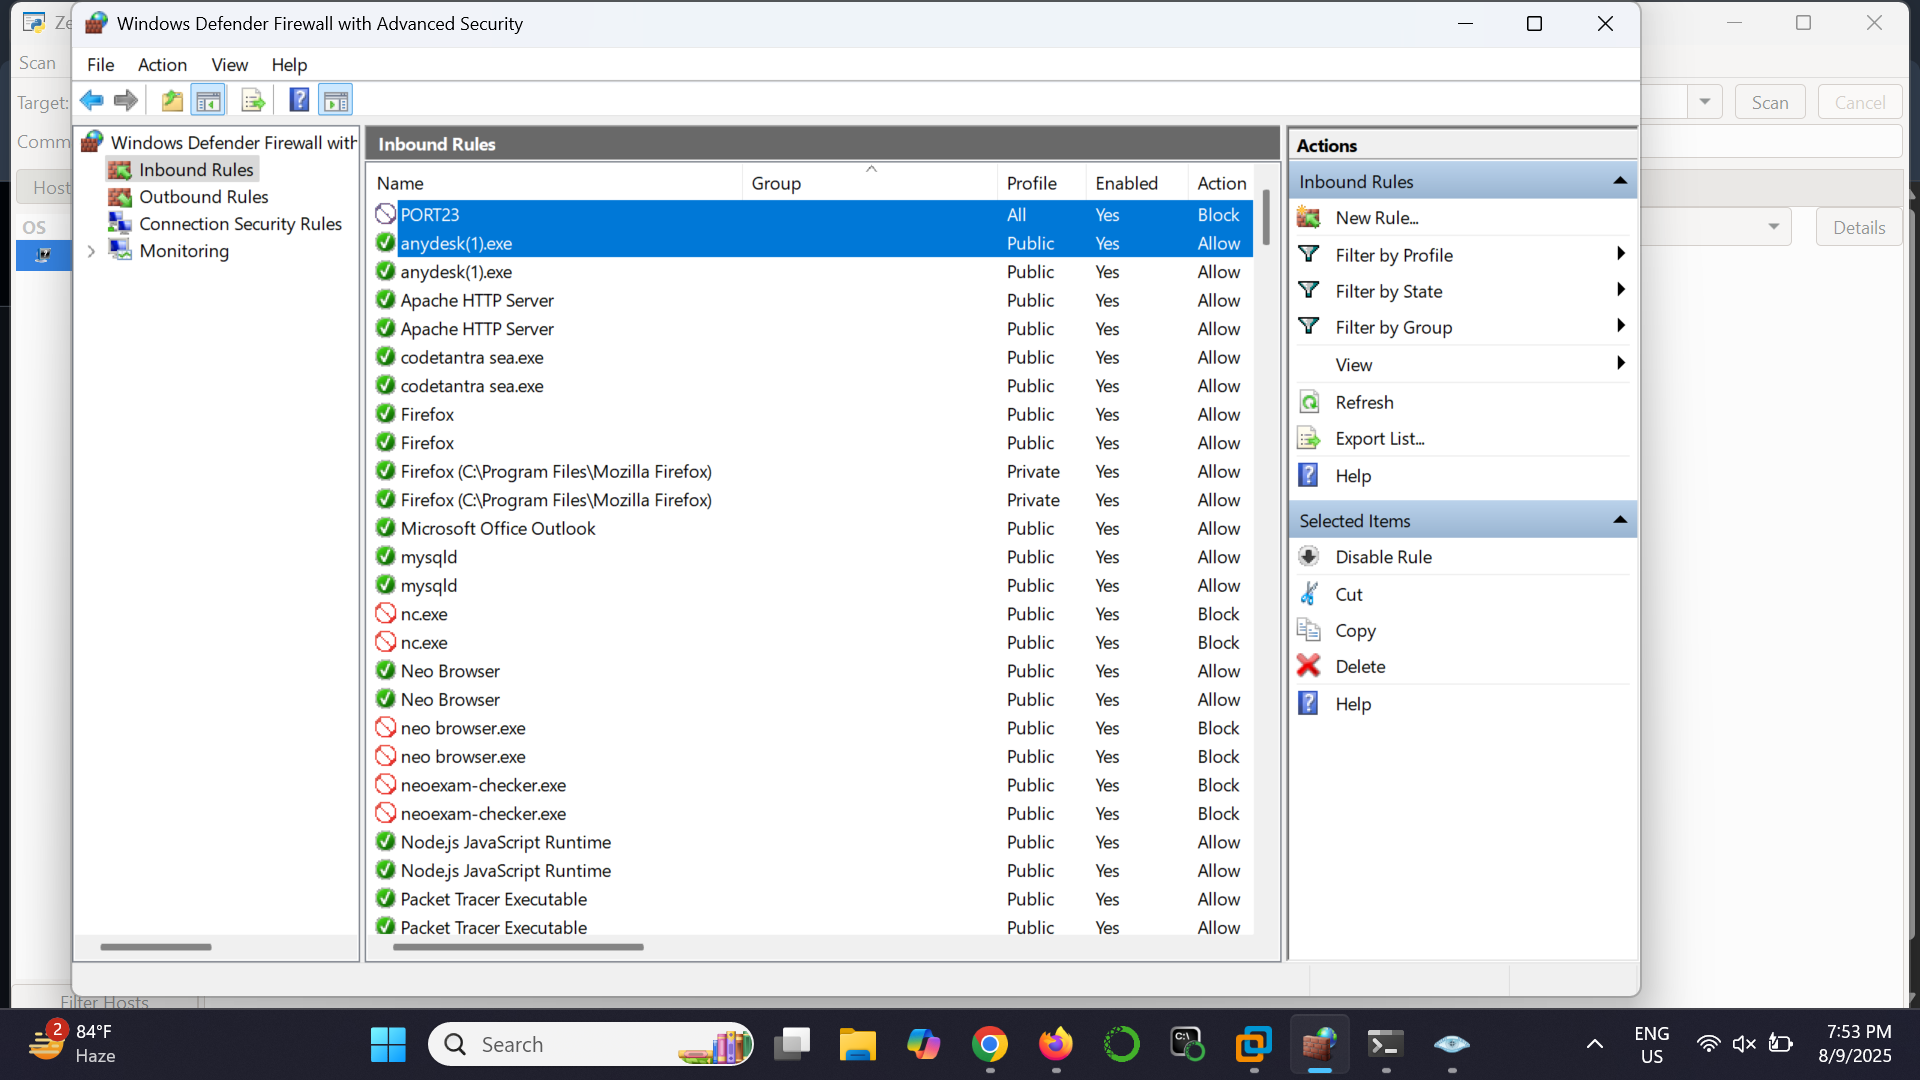 Ze
Windows Defender Firewall with Advanced Security
Scan
File Action View Help
Target:
Scan Cancel
Comm
Host
OS
Details
Windows Defender Firewall with
Inbound Rules
Outbound Rules
Connection Security Rules
Monitoring
Inbound Rules
Name Group Profile Enabled Action
PORT23 All Yes Block
anydesk(1).exe Public Yes Allow
anydesk(1).exe Public Yes Allow
Apache HTTP Server Public Yes Allow
Apache HTTP Server Public Yes Allow
codetantra sea.exe Public Yes Allow
codetantra sea.exe Public Yes Allow
Firefox Public Yes Allow
Firefox Public Yes Allow
Firefox (C:\Program Files\Mozilla Firefox) Private Yes Allow
Firefox (C:\Program Files\Mozilla Firefox) Private Yes Allow
Microsoft Office Outlook Public Yes Allow
mysqld Public Yes Allow
mysqld Public Yes Allow
nc.exe Public Yes Block
nc.exe Public Yes Block
Neo Browser Public Yes Allow
Neo Browser Public Yes Allow
neo browser.exe Public Yes Block
neo browser.exe Public Yes Block
neoexam-checker.exe Public Yes Block
neoexam-checker.exe Public Yes Block
Node.js JavaScript Runtime Public Yes Allow
Node.js JavaScript Runtime Public Yes Allow
Packet Tracer Executable Public Yes Allow
Packet Tracer Executable Public Yes Allow
Actions
Inbound Rules
New Rule...
Filter by Profile
Filter by State
Filter by Group
View
Refresh
Export List...
Help
Selected Items
Disable Rule
Cut
Copy
Delete
Help
Filter Hosts
2
84°F
Haze
Search
C:\
ENG
US
7:53 PM
8/9/2025